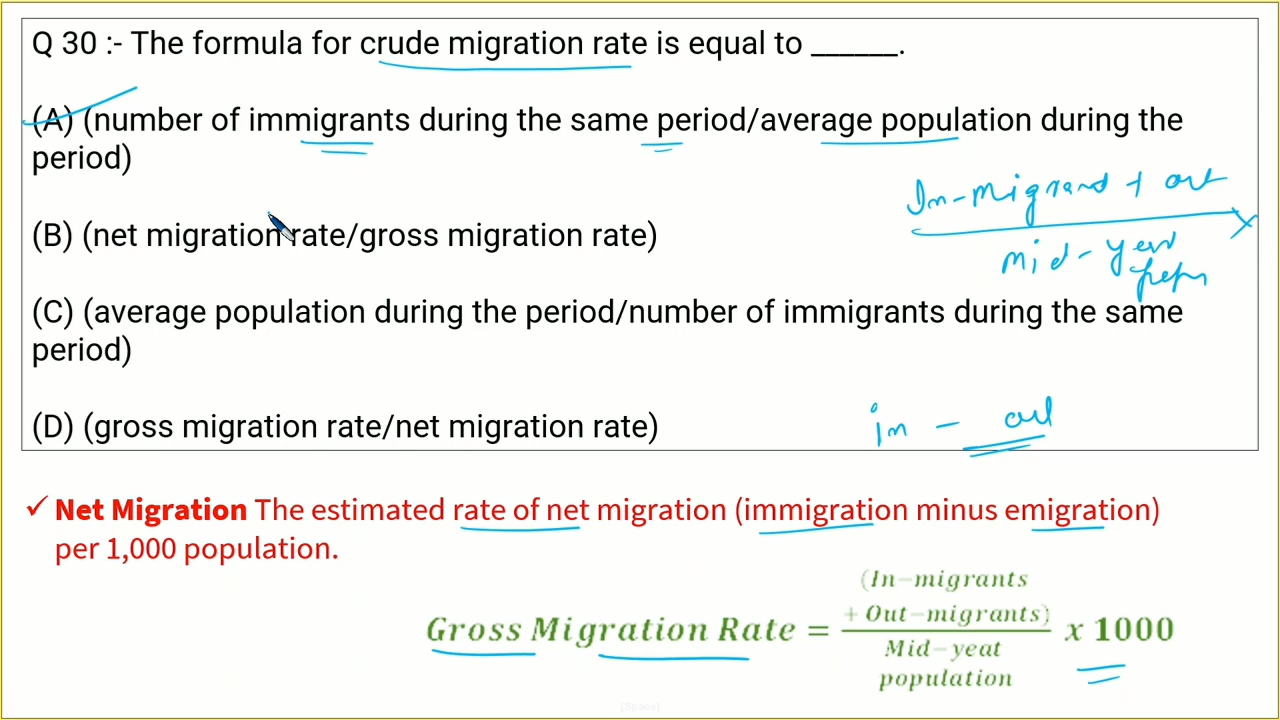 Q 30 :- The formula for crude migration rate is equal to ______.
(A) (number of immigrants during the same period/average population during the
period)
In-migrant + out
(B) (net migration rate/gross migration rate)
mid-year
popn
(C) (average population during the period/number of immigrants during the same
period)
(D) (gross migration rate/net migration rate)
in - out
✓ Net Migration The estimated rate of net migration (immigration minus emigration)
per 1,000 population.
(In-migrants
+ Out-migrants)
Gross Migration Rate = x 1000
Mid-yeat
population
[Space]